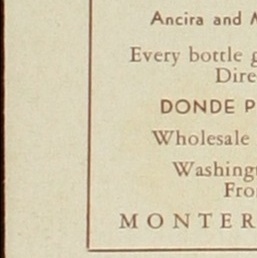 Ancira and
Every bottle
Dire
DONDE P
Wholesale
Washingt
Fro
MONTER